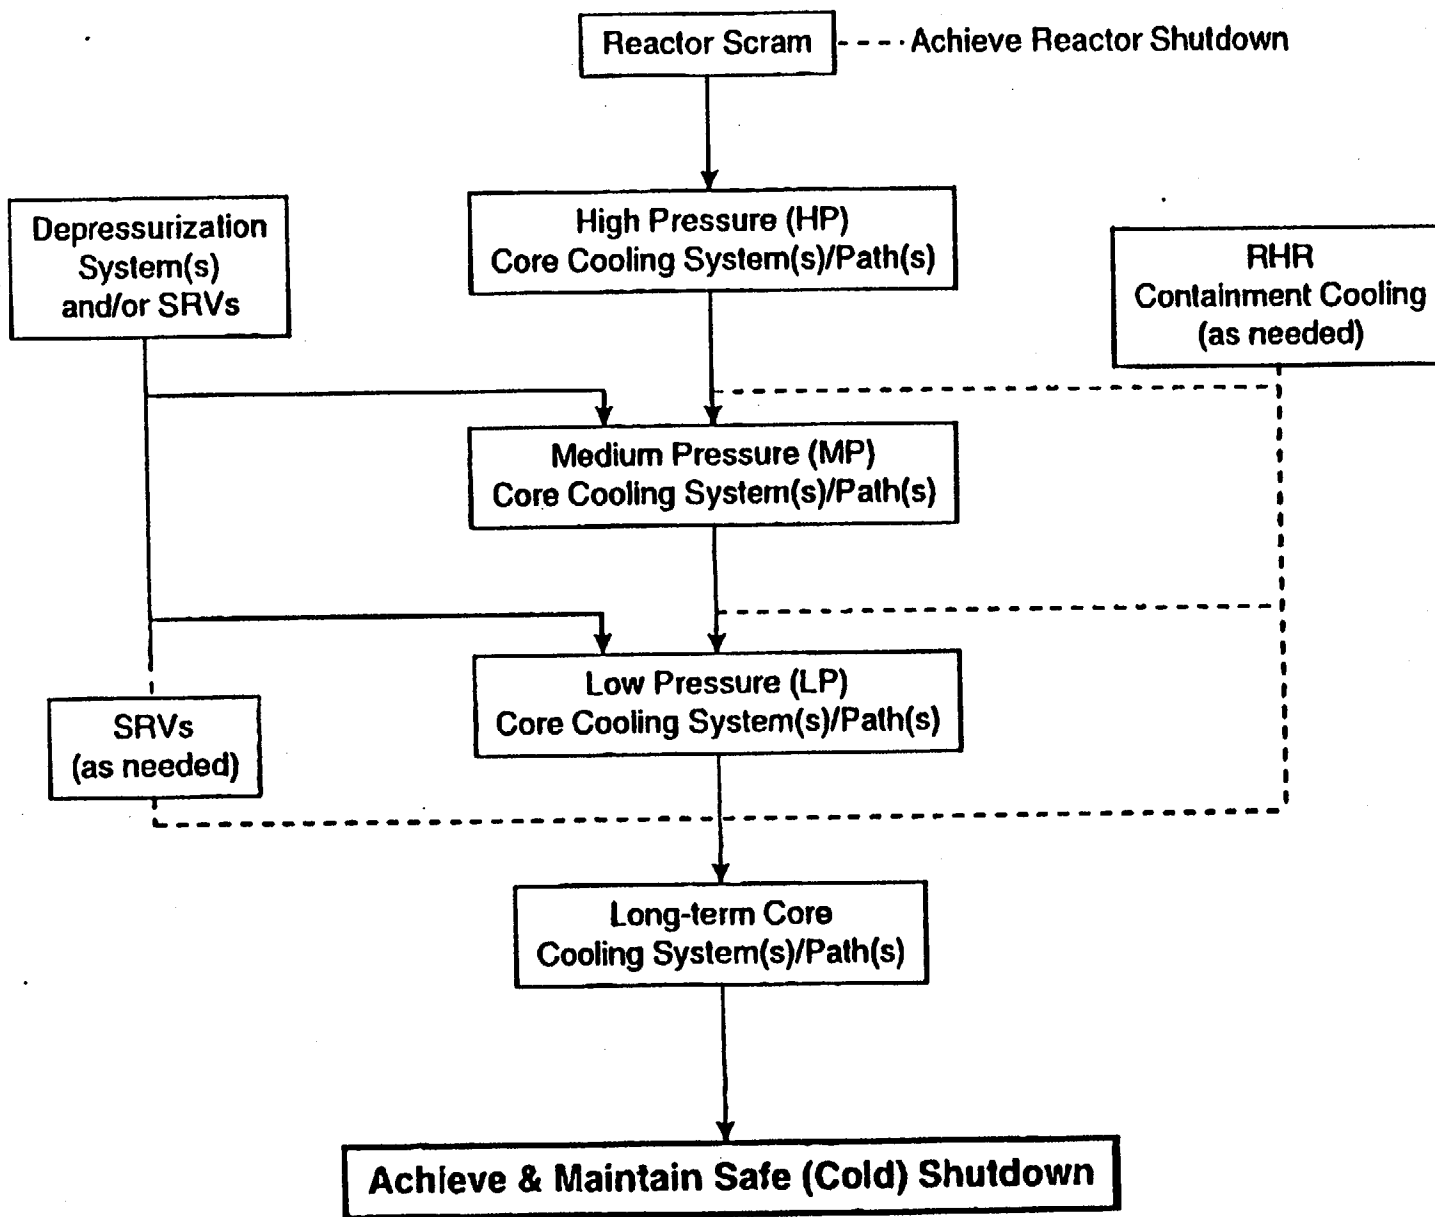 Reactor Scram
Achieve Reactor Shutdown
Depressurization
System(s)
and/or SRVs
High Pressure (HP)
Core Cooling System(s)/Path(s)
RHR
Containment Cooling
(as needed)
Medium Pressure (MP)
Core Cooling System(s)/Path(s)
Low Pressure (LP)
Core Cooling System(s)/Path(s)
SRVs
(as needed)
Long-term Core
Cooling System(s)/Path(s)
Achieve & Maintain Safe (Cold) Shutdown